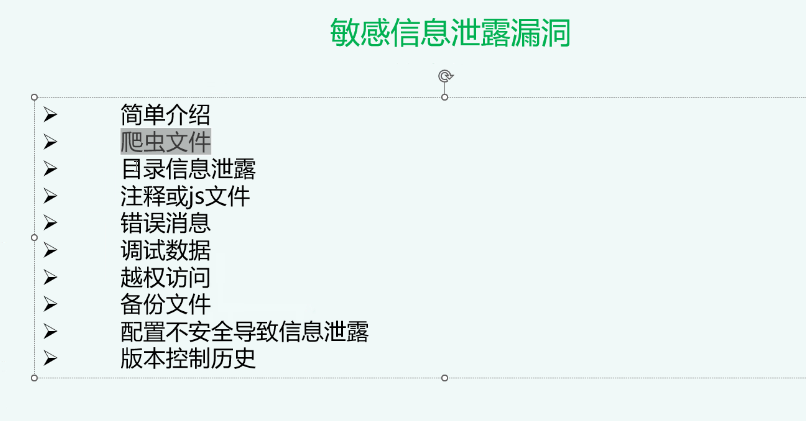 敏感信息泄露漏洞
简单介绍
爬虫文件
目录信息泄露
注释或js文件
错误消息
调试数据
越权访问
备份文件
配置不安全导致信息泄露
版本控制历史